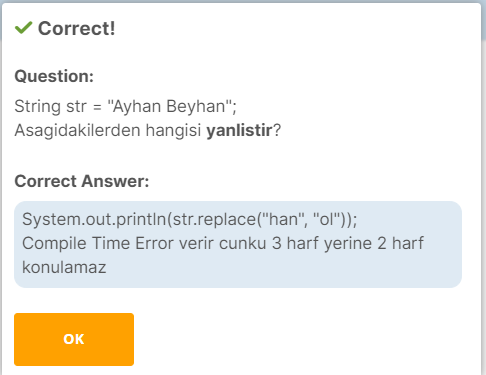 Correct!
Question:
String str = "Ayhan Beyhan";
Asagidakilerden hangisi yanlistir?
Correct Answer:
System.out.println(str.replace("han", "ol"));
Compile Time Error verir cunku 3 harf yerine 2 harf
konulamaz
OK